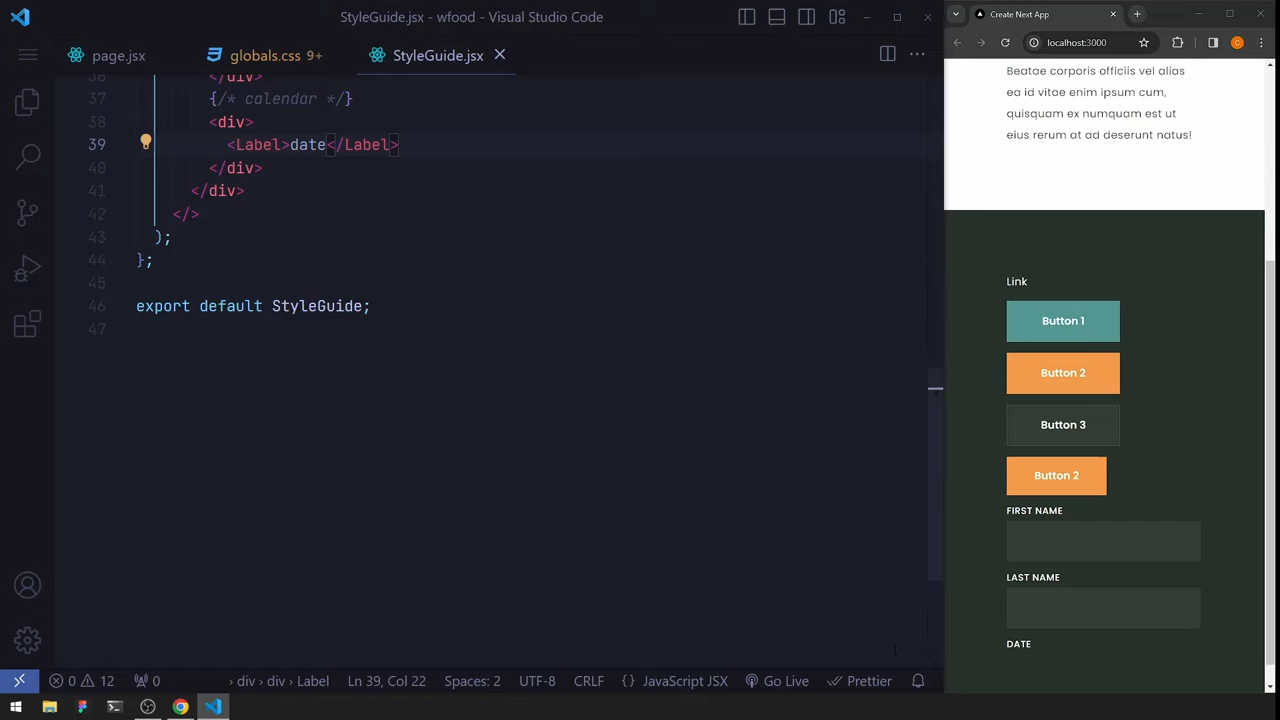 StyleGuide.jsx - wfood - Visual Studio Code
page.jsx
globals.css 9+
StyleGuide.jsx
36 </div>
37 {/* calendar */}
38 <div>
39 <Label>date</Label>
40 </div>
41 </div>
42 </>
43 );
44 };
45
46 export default StyleGuide;
47
0 12 0 › div › div › Label Ln 39, Col 22 Spaces: 2 UTF-8 CRLF {} JavaScript JSX Go Live Prettier
Create Next App
localhost:3000
C
Beatae corporis officiis vel alias
ea id vitae enim ipsum cum,
quisquam ex numquam est ut
eius rerum at ad deserunt natus!
Link
Button 1
Button 2
Button 3
Button 2
FIRST NAME
LAST NAME
DATE